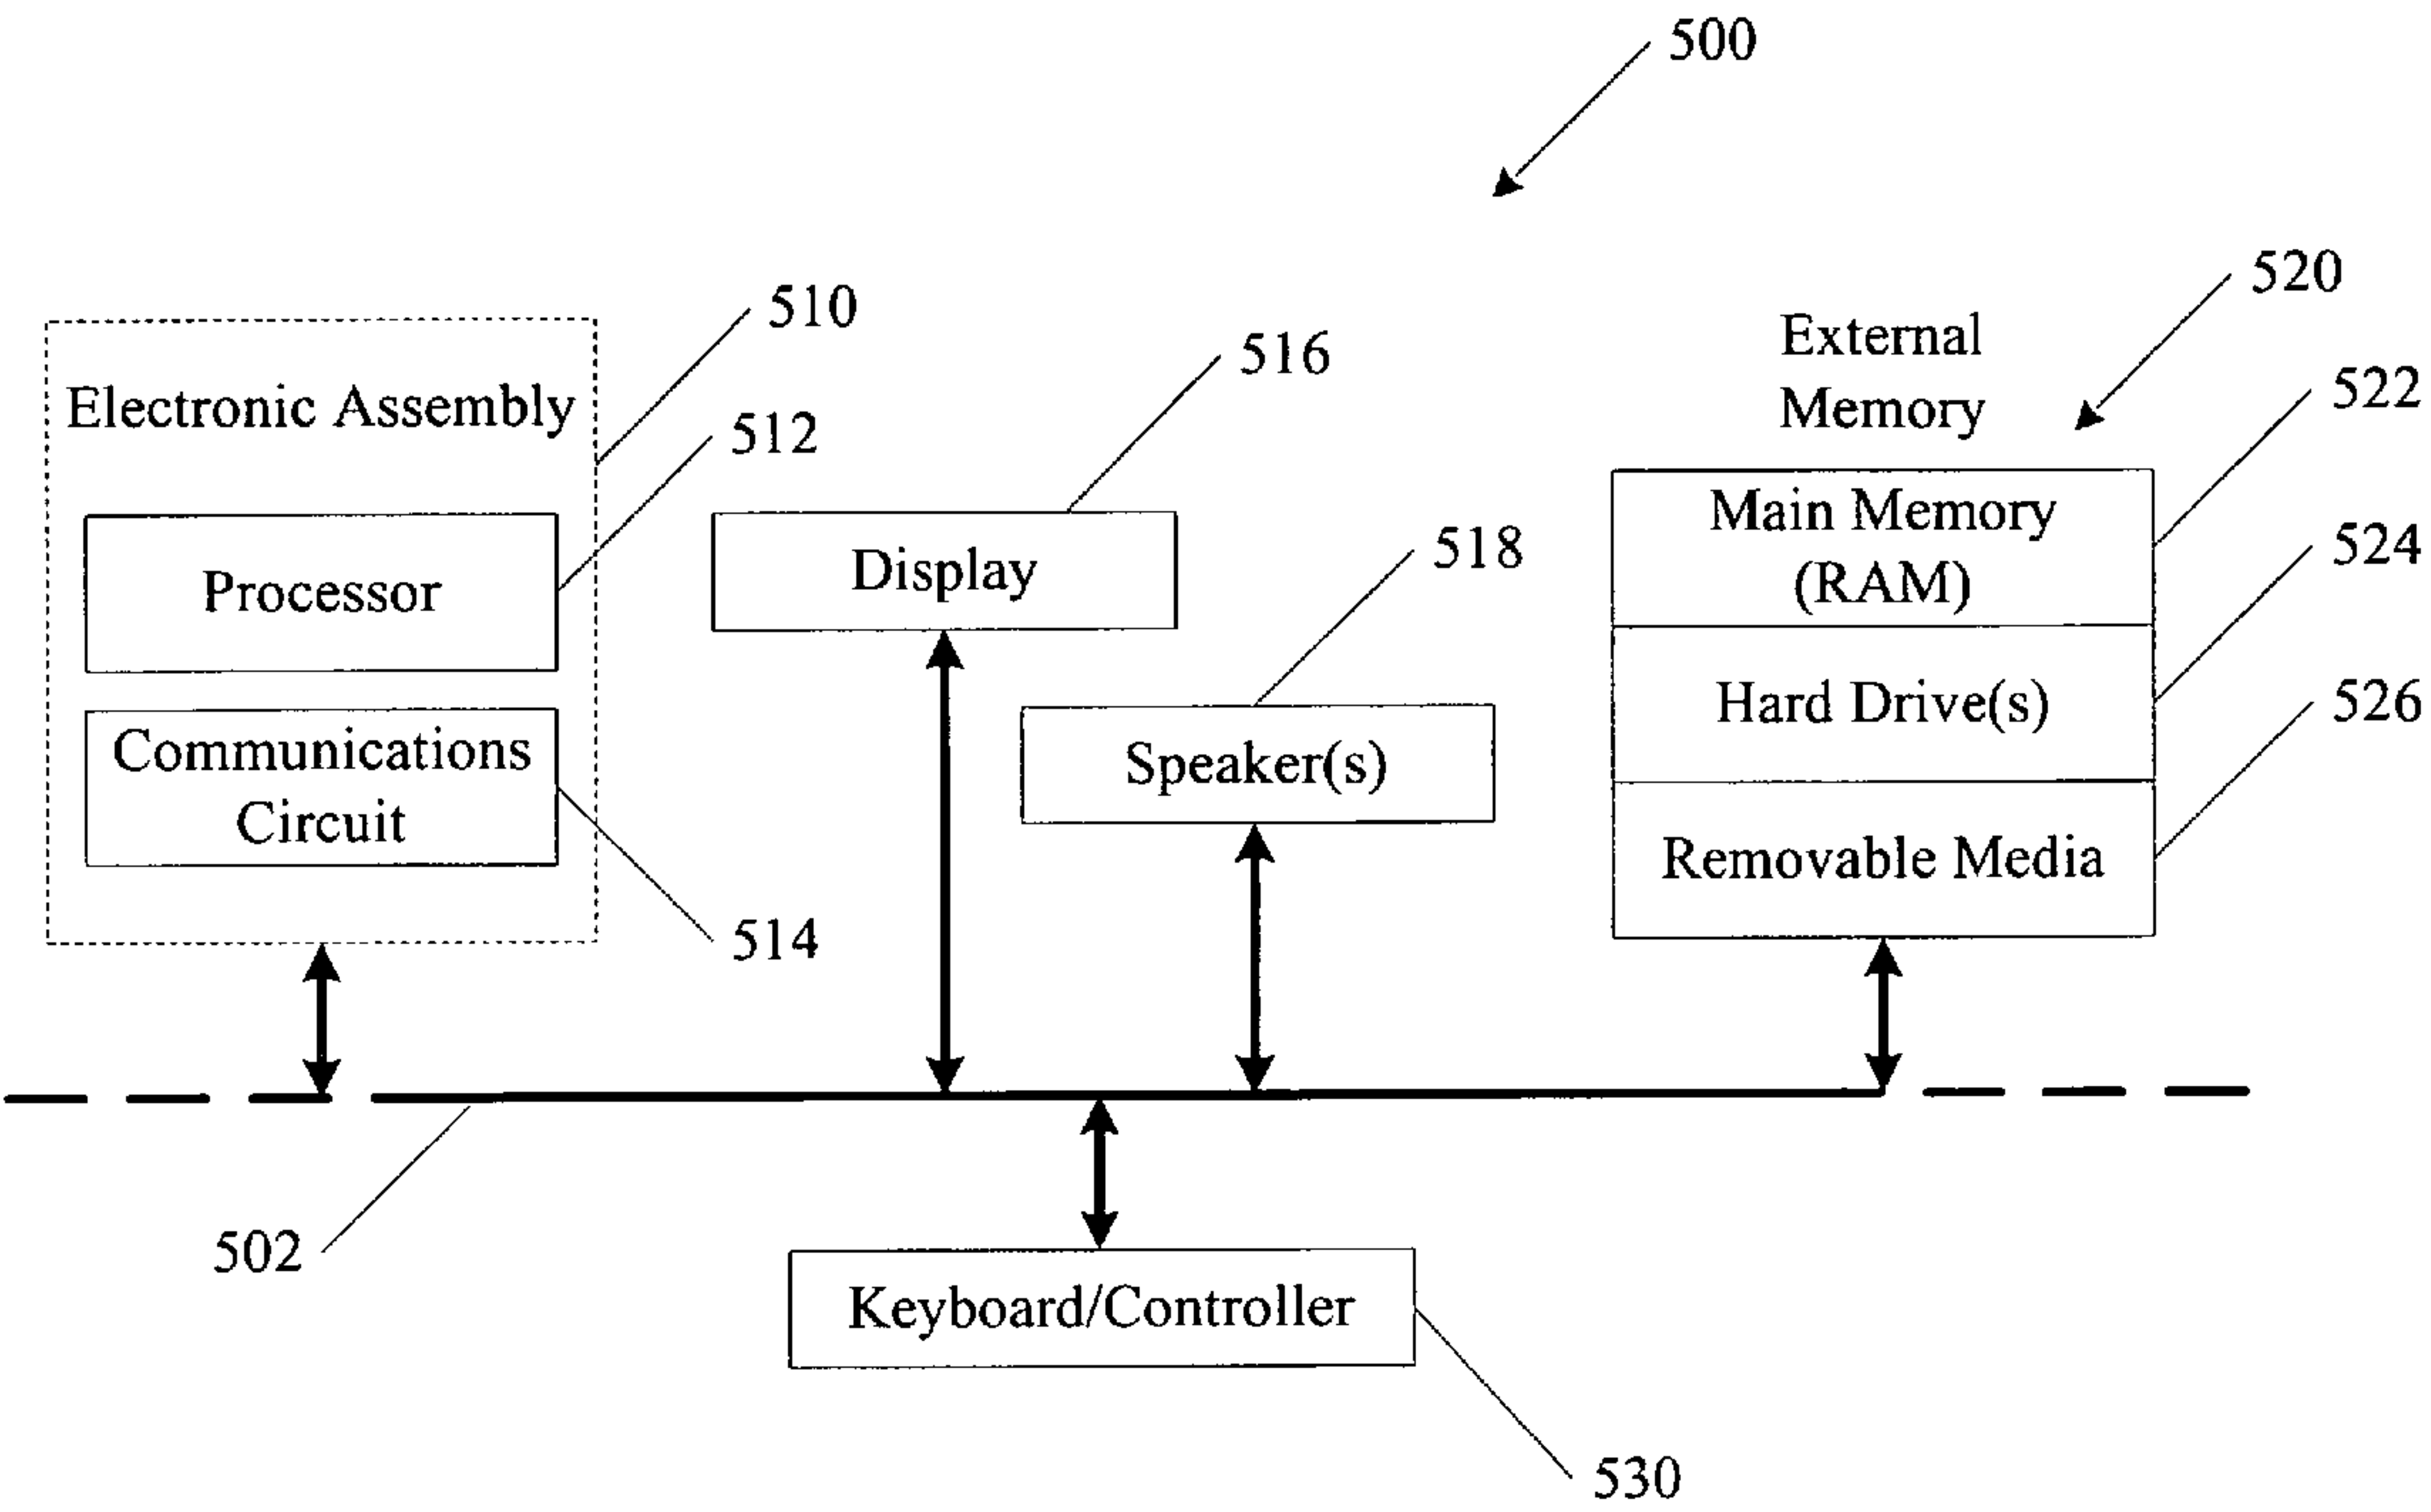 500
520
External
Memory
510
516
522
Electronic Assembly
512
Main Memory
(RAM)
518
524
Display
Processor
Hard Drive(s)
526
Communications
Circuit
Speaker(s)
Removable Media
514
502
Keyboard/Controller
530